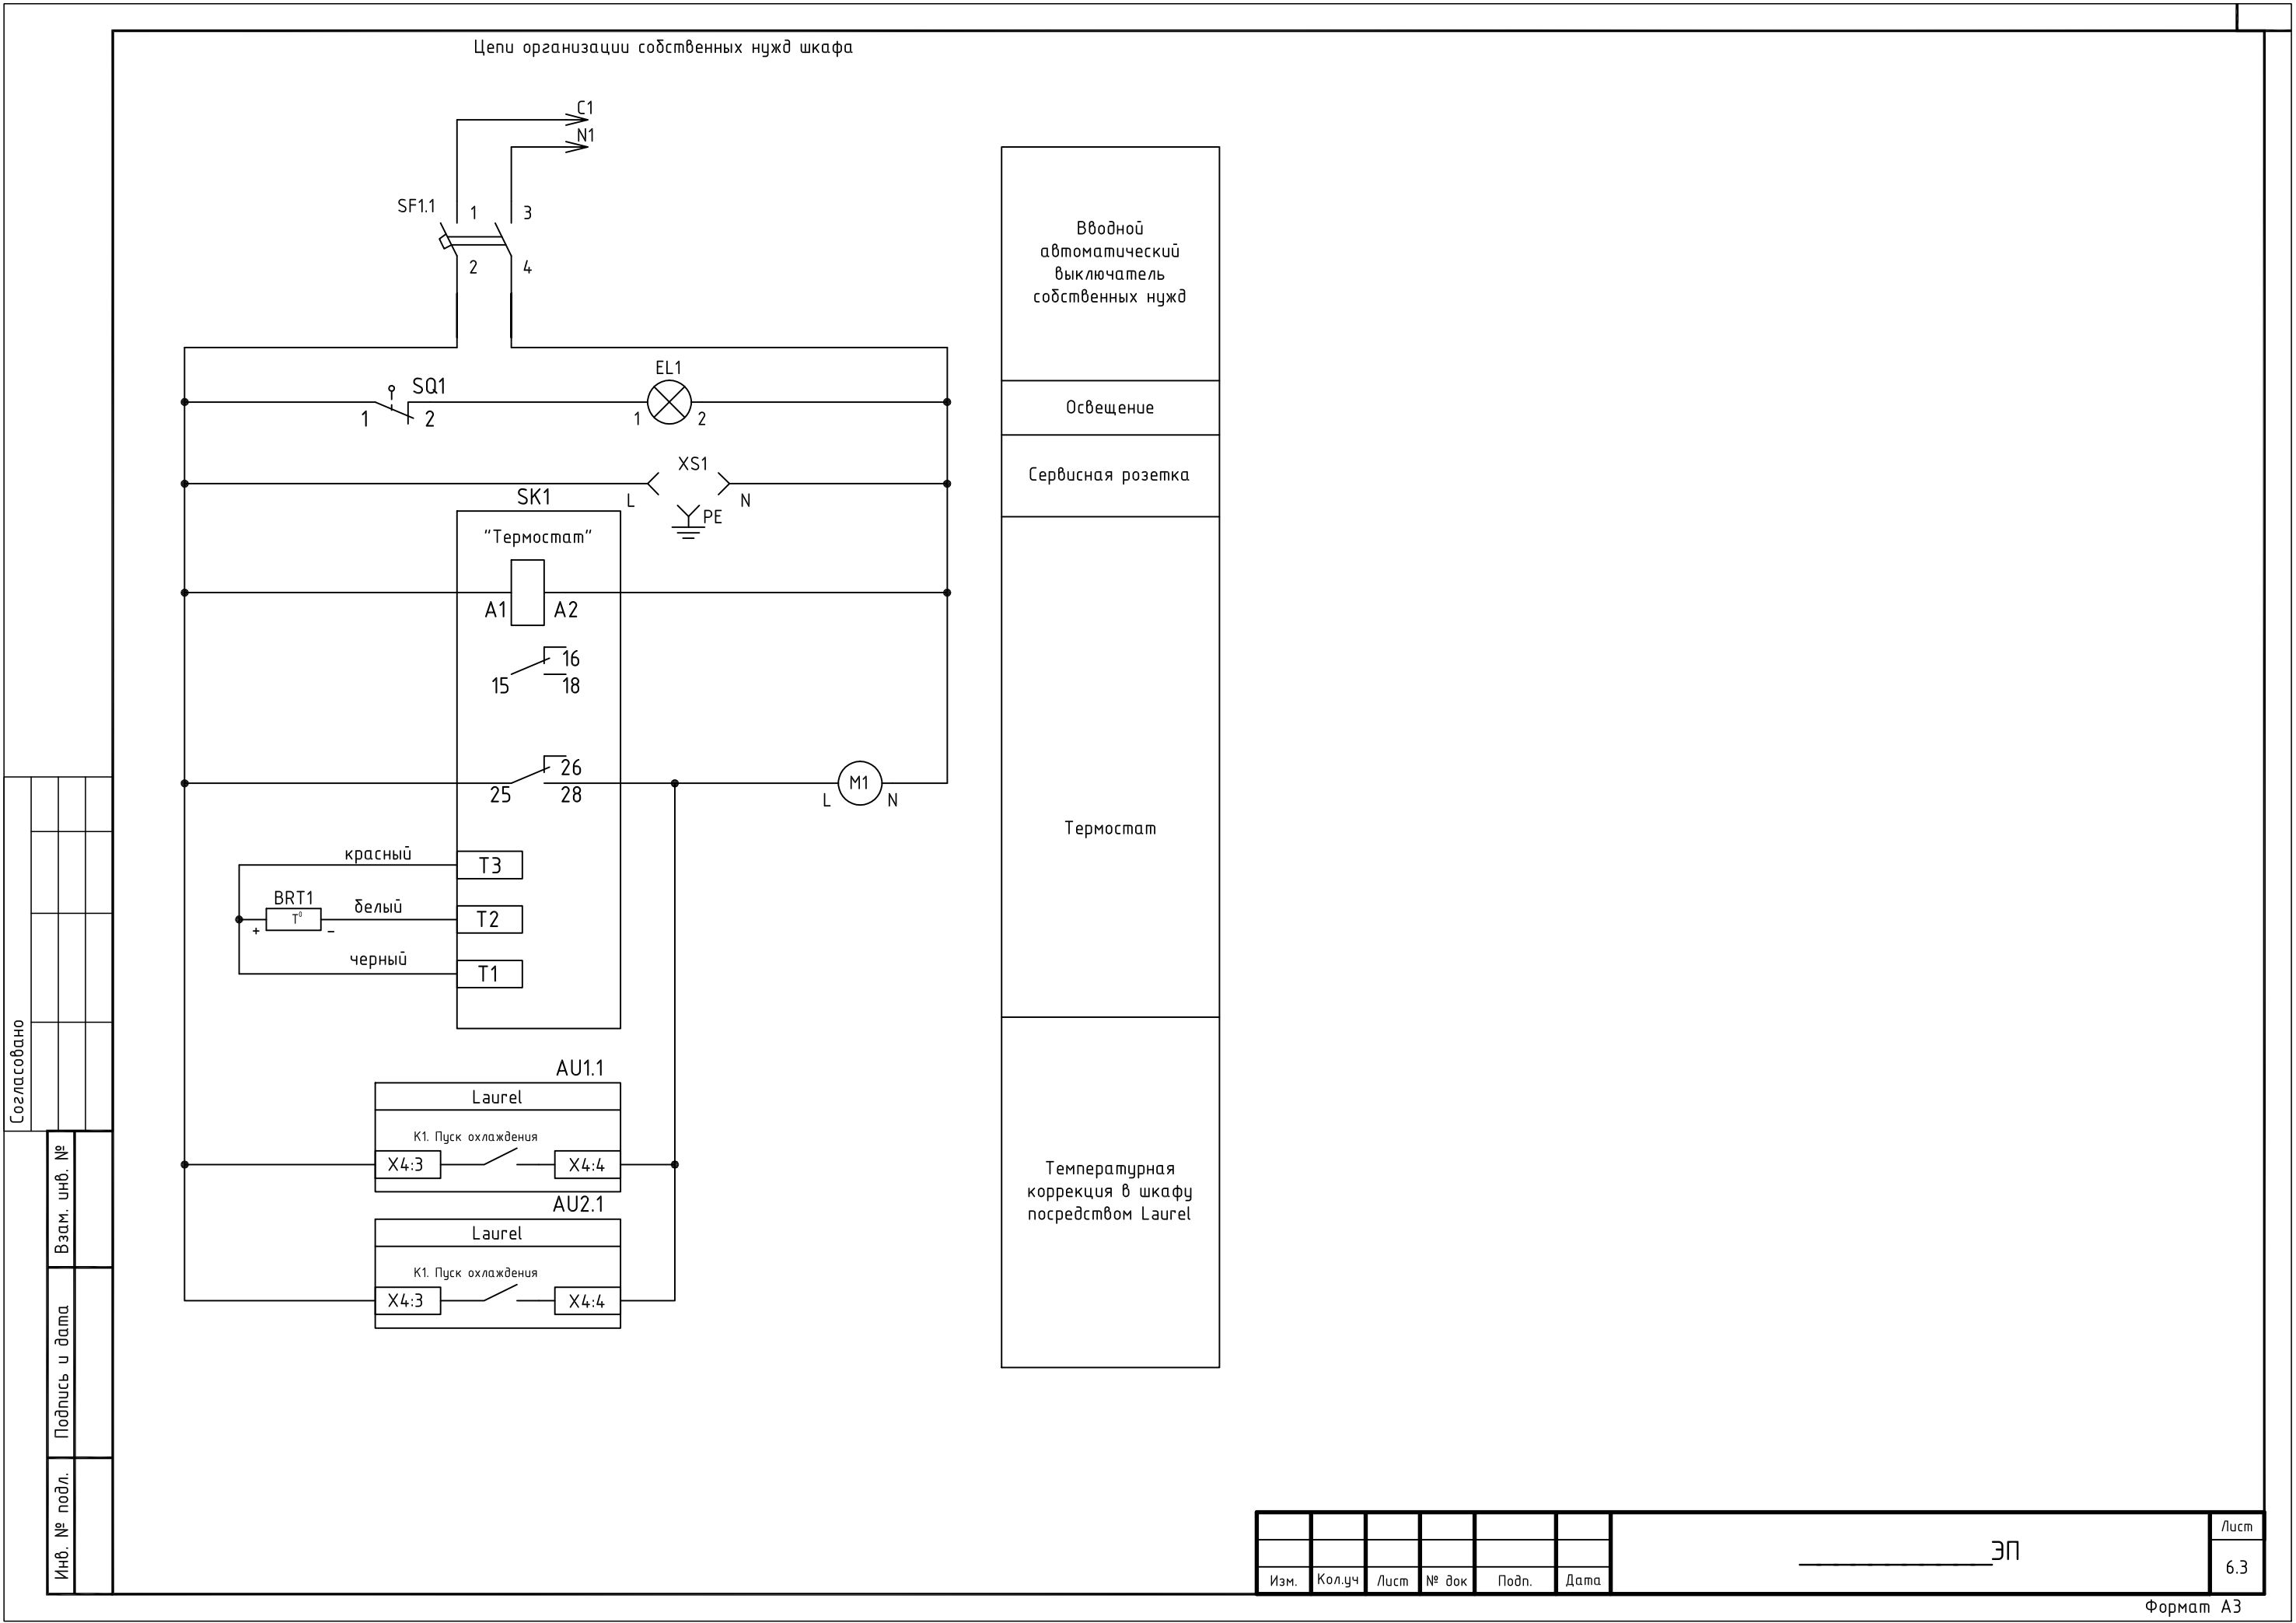 Цепи организации собственных нужд шкафа
C1
N1
SF1.1
1
3
2
4
Вводной
автоматический
выключатель
собственных нужд
SQ1
1
2
EL1
1
2
Освещение
XS1
L
N
PE
Сервисная розетка
SK1
"Термостат"
A1
A2
16
15
18
26
25
28
M1
L
N
Термостат
красный
T3
BRT1
T°
+
-
белый
T2
черный
T1
AU1.1
Laurel
К1. Пуск охлаждения
X4:3
X4:4
AU2.1
Laurel
К1. Пуск охлаждения
X4:3
X4:4
Температурная
коррекция в шкафу
посредством Laurel
Согласовано
Взам. инв. №
Подпись и дата
Инв. № подл.
Изм.
Кол.уч
Лист
№ док
Подп.
Дата
______________ЭП
Лист
6.3
Формат А3